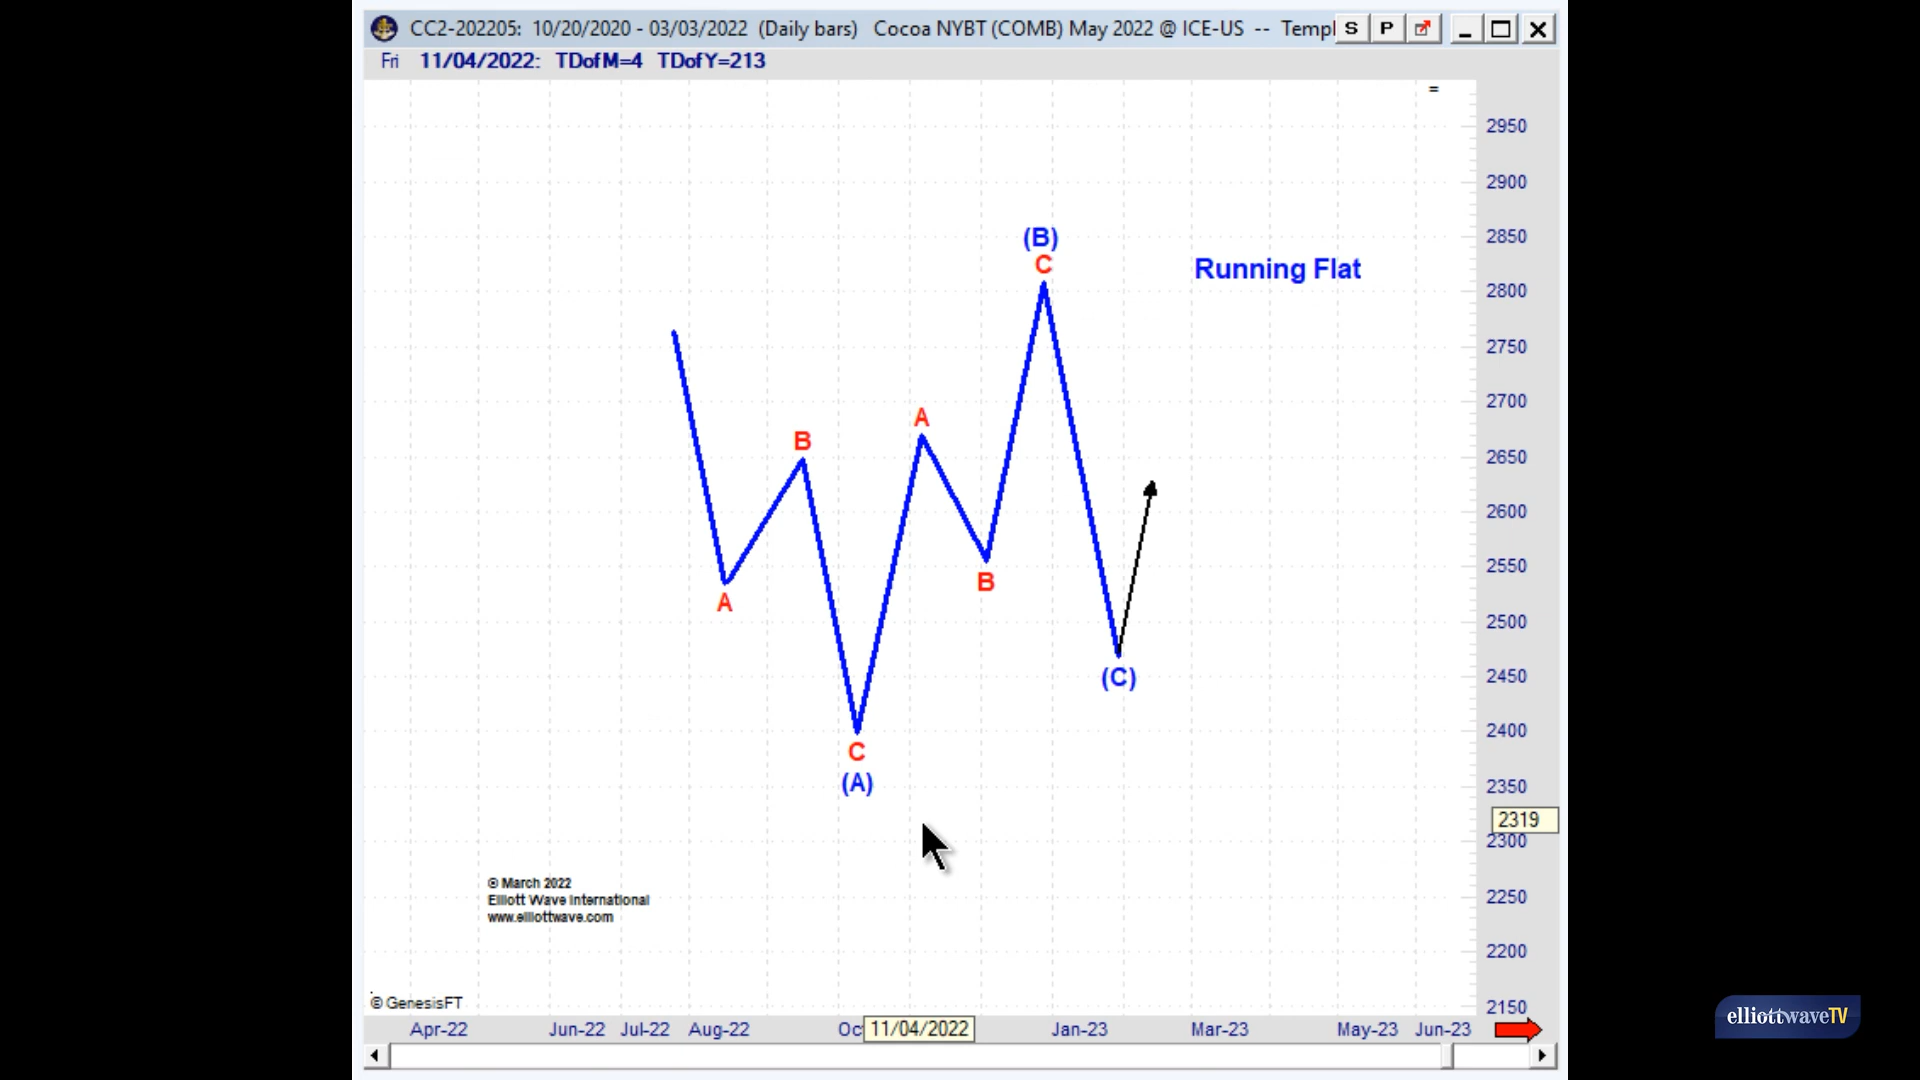 CC2-202205: 10/20/2020 - 03/03/2022 (Daily bars) Cocoa NYBT (COMB) May 2022 @ ICE-US -- Templ
S P
Fri 11/04/2022: TDofM=4 TDofY=213
=
2950
2900
(B)
2850
C
Running Flat
2800
2750
2700
A
B
2650
2600
2550
B
A
2500
(C)
2450
2400
C
(A)
2350
2319
2300
© March 2022
Elliott Wave International
www.elliottwave.com
2250
2200
© GenesisFT
2150
elliottwaveTV
Apr-22 Jun-22 Jul-22 Aug-22 Oc 11/04/2022 Jan-23 Mar-23 May-23 Jun-23